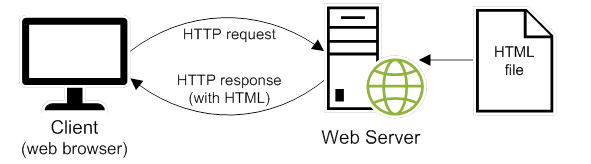 HTTP request
HTTP response
(with HTML)
Client
(web browser)
Web Server
HTML
file